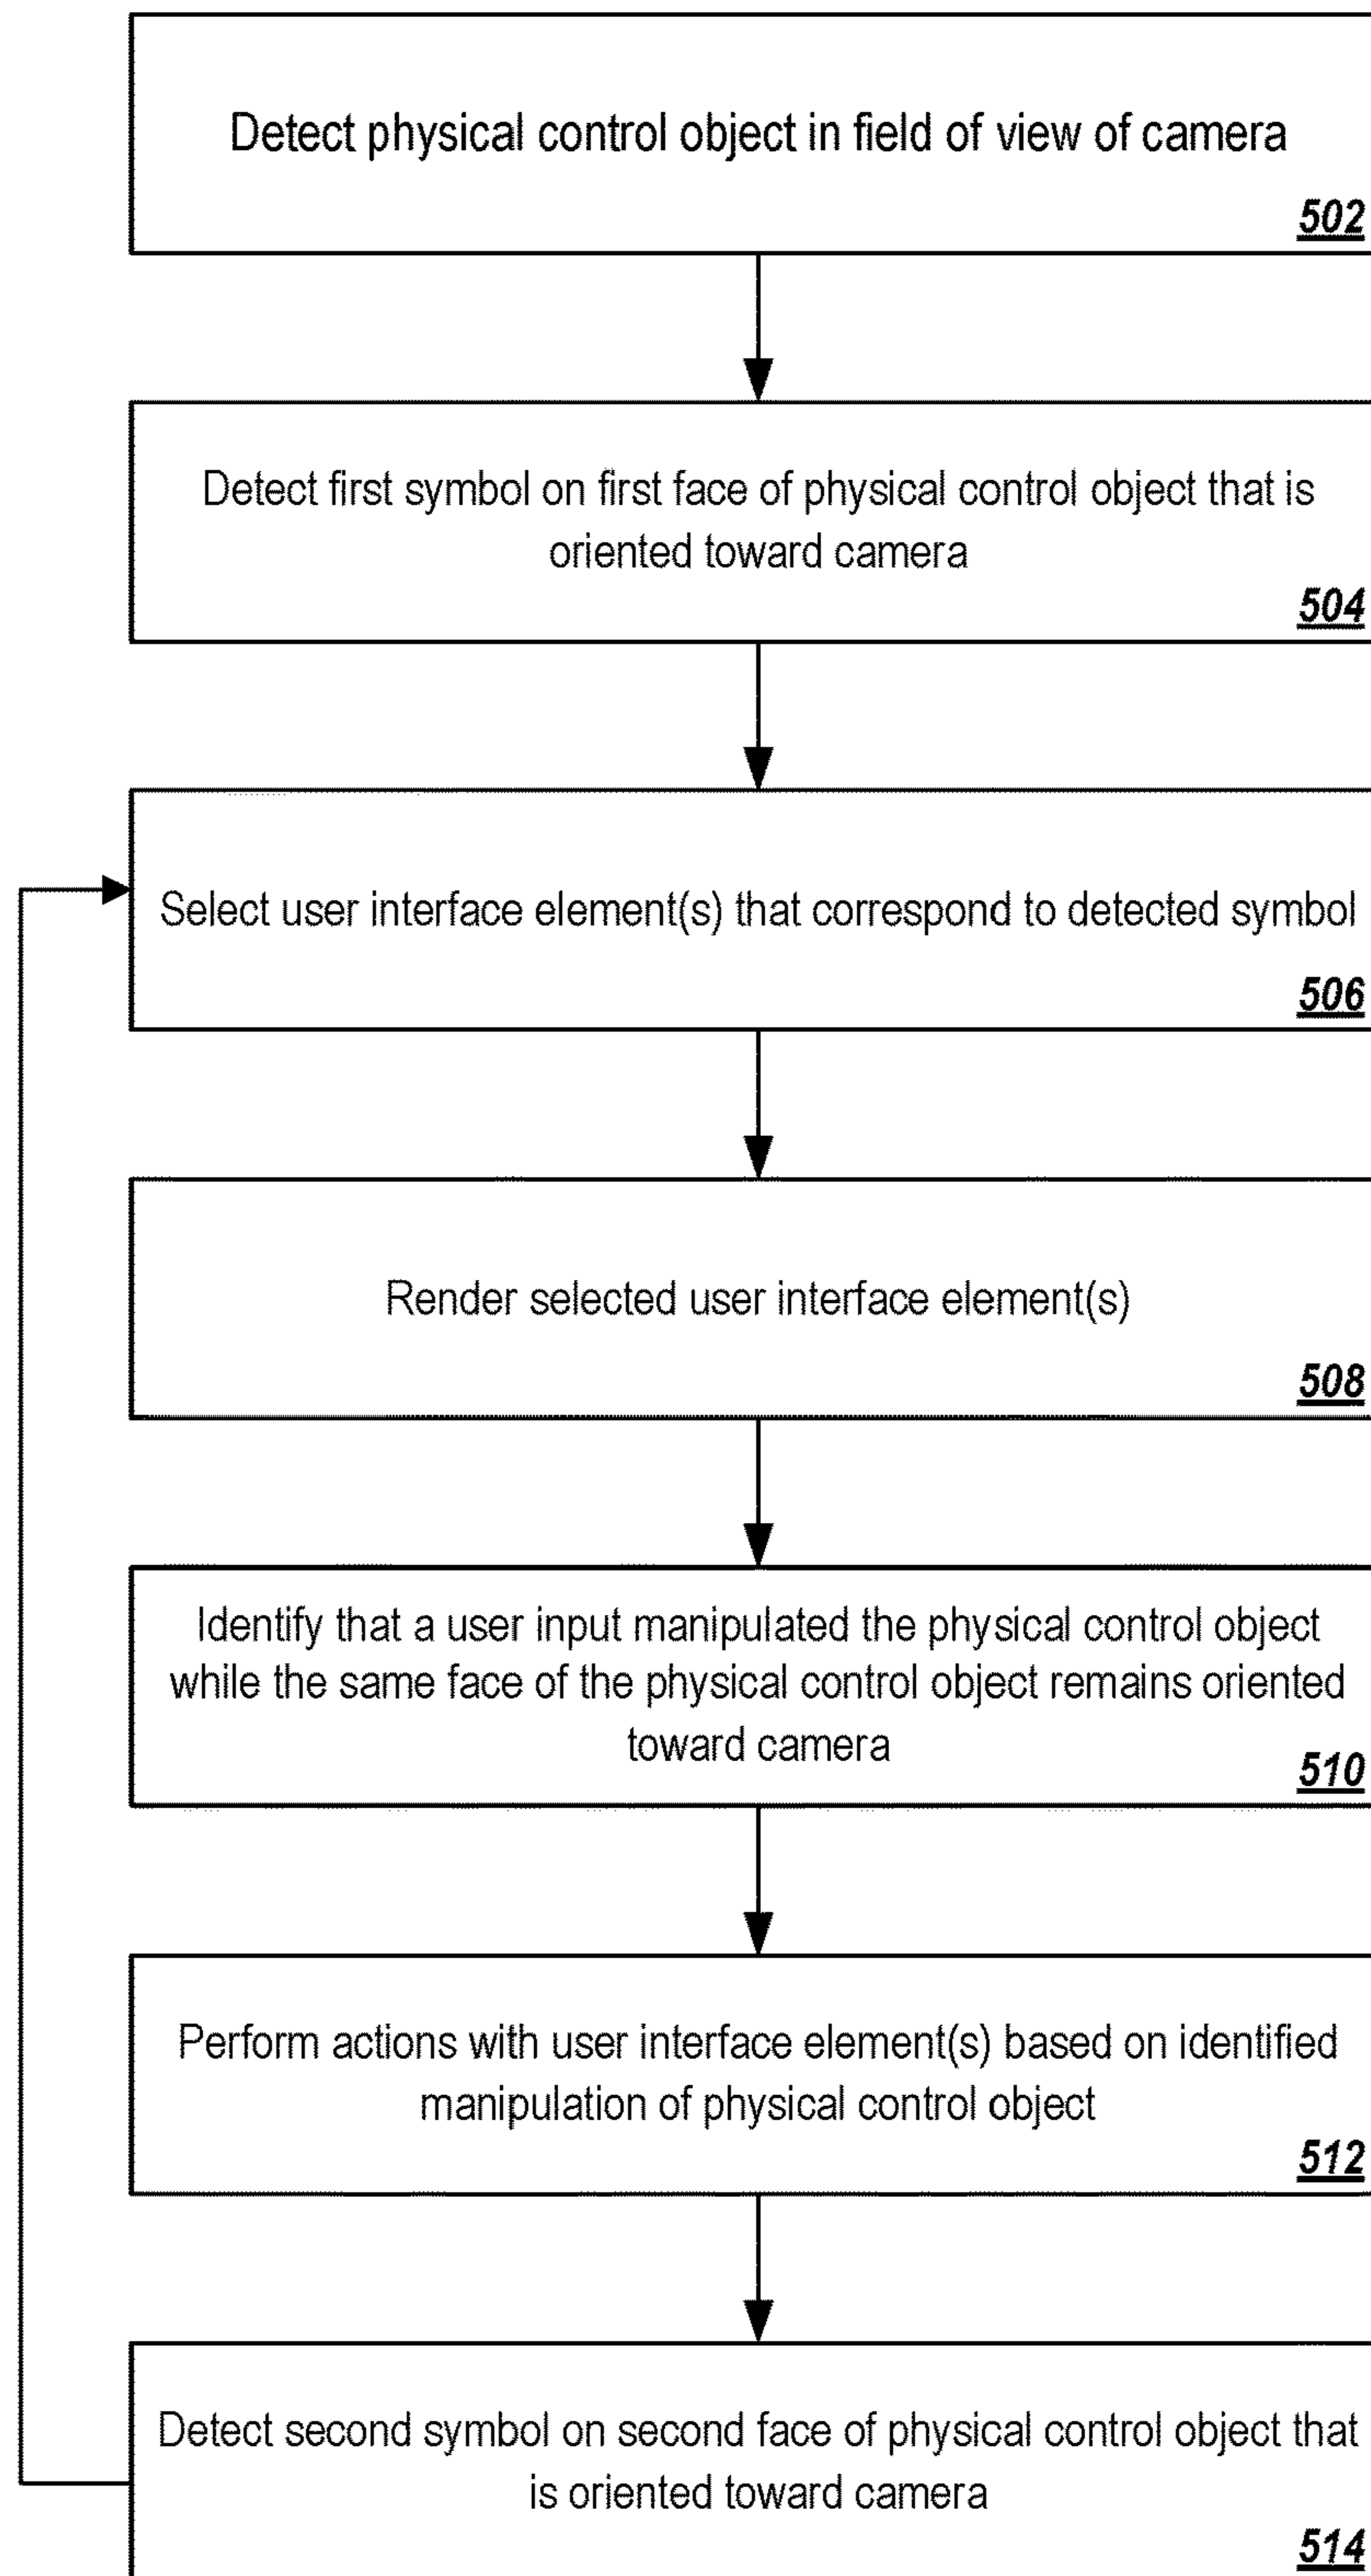 Detect physical control object in field of view of camera
502
Detect first symbol on first face of physical control object that is
oriented toward camera
504
Select user interface element(s) that correspond to detected symbol
506
Render selected user interface element(s)
508
Identify that a user input manipulated the physical control object
while the same face of the physical control object remains oriented
toward camera
510
Perform actions with user interface element(s) based on identified
manipulation of physical control object
512
Detect second symbol on second face of physical control object that
is oriented toward camera
514